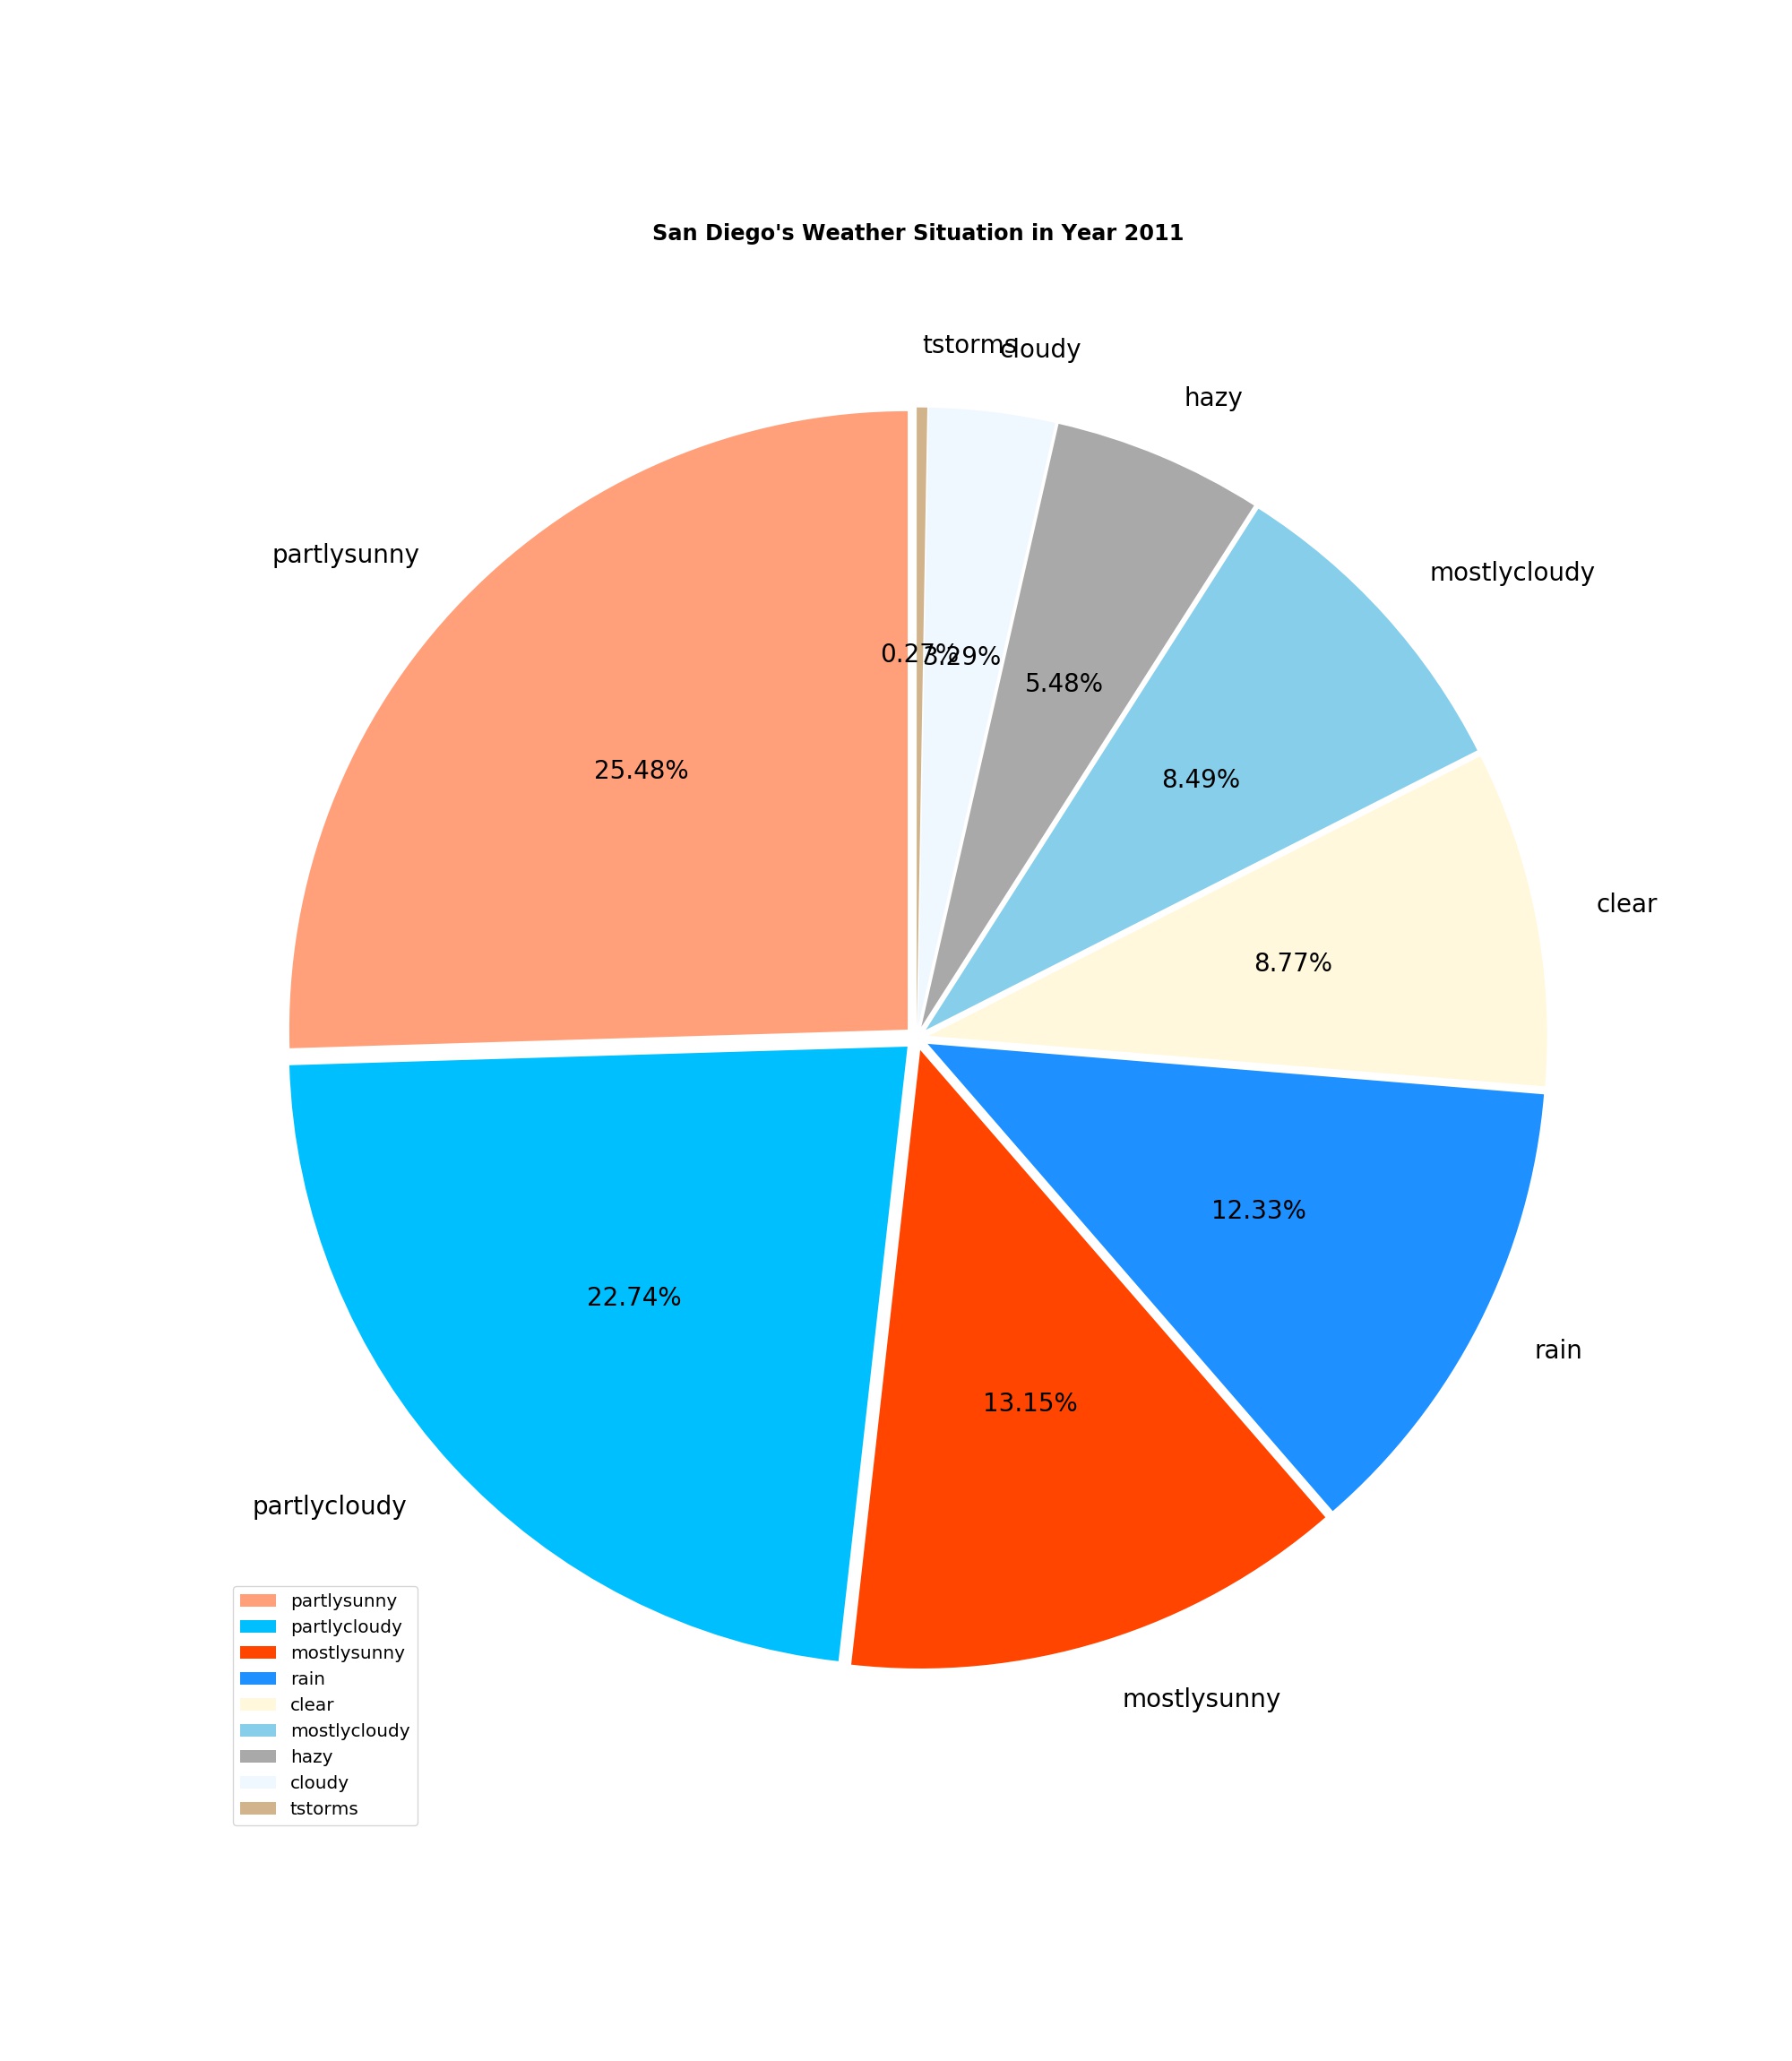 San Diego's Weather Situation in Year 2011
tstorms
cloudy
hazy
partlysunny
mostlycloudy
0.27%
3.29%
5.48%
25.48%
8.49%
clear
8.77%
12.33%
22.74%
rain
13.15%
partlycloudy
mostlysunny
partlysunny
partlycloudy
mostlysunny
rain
clear
mostlycloudy
hazy
cloudy
tstorms